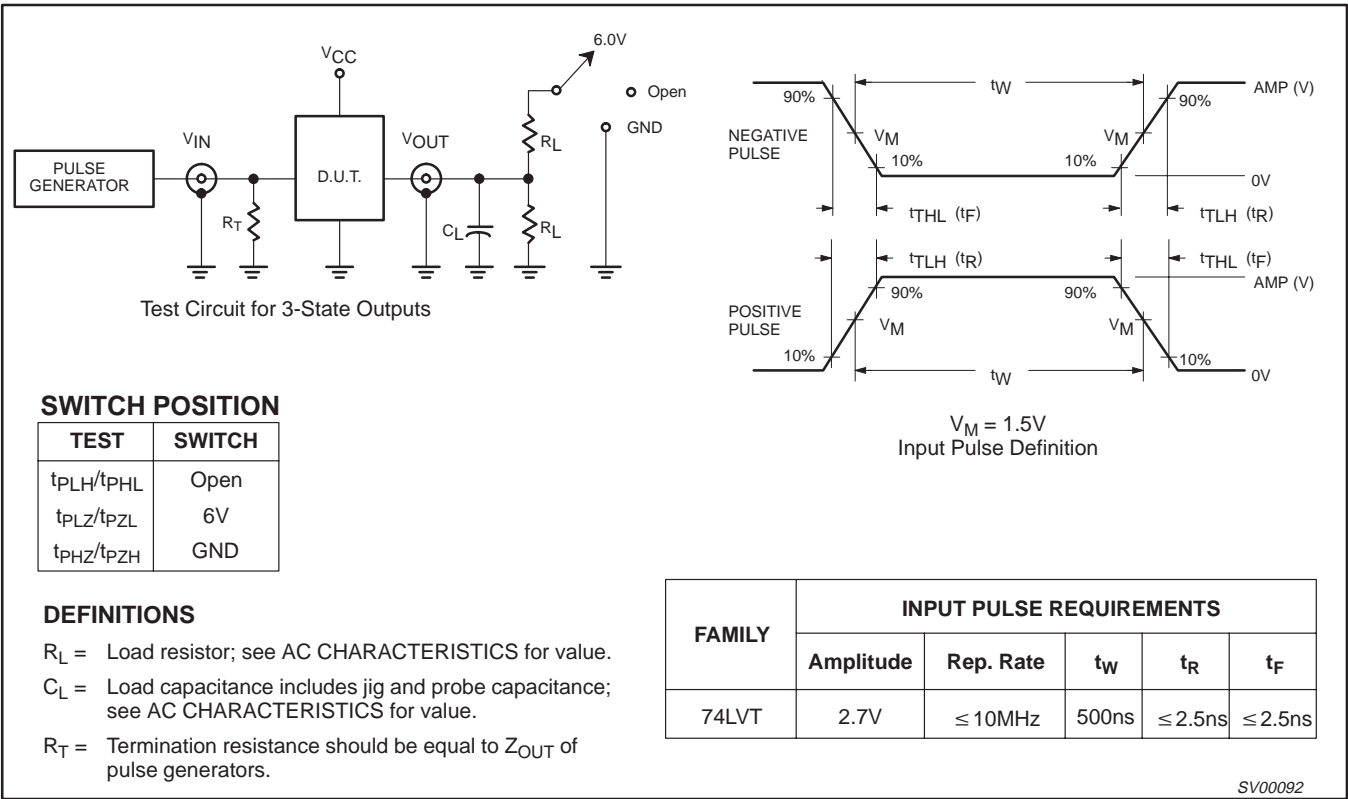 6.0V
VCC
Open
GND
VIN
VOUT
RL
PULSE
GENERATOR
D.U.T.
RT
CL
RL
Test Circuit for 3-State Outputs
tW
AMP (V)
90%
90%
NEGATIVE
PULSE
VM
VM
10%
10%
0V
tTHL (tF)
tTLH (tR)
tTLH (tR)
tTHL (tF)
AMP (V)
90%
90%
POSITIVE
PULSE
VM
VM
10%
10%
tW
0V
VM = 1.5V
Input Pulse Definition
SWITCH POSITION
TEST SWITCH
tPLH/tPHL Open
tPLZ/tPZL 6V
tPHZ/tPZH GND
DEFINITIONS
RL = Load resistor; see AC CHARACTERISTICS for value.
CL = Load capacitance includes jig and probe capacitance;
see AC CHARACTERISTICS for value.
RT = Termination resistance should be equal to ZOUT of
pulse generators.
FAMILY INPUT PULSE REQUIREMENTS
Amplitude Rep. Rate tW tR tF
74LVT 2.7V ≤10MHz 500ns ≤2.5ns ≤2.5ns
SV00092